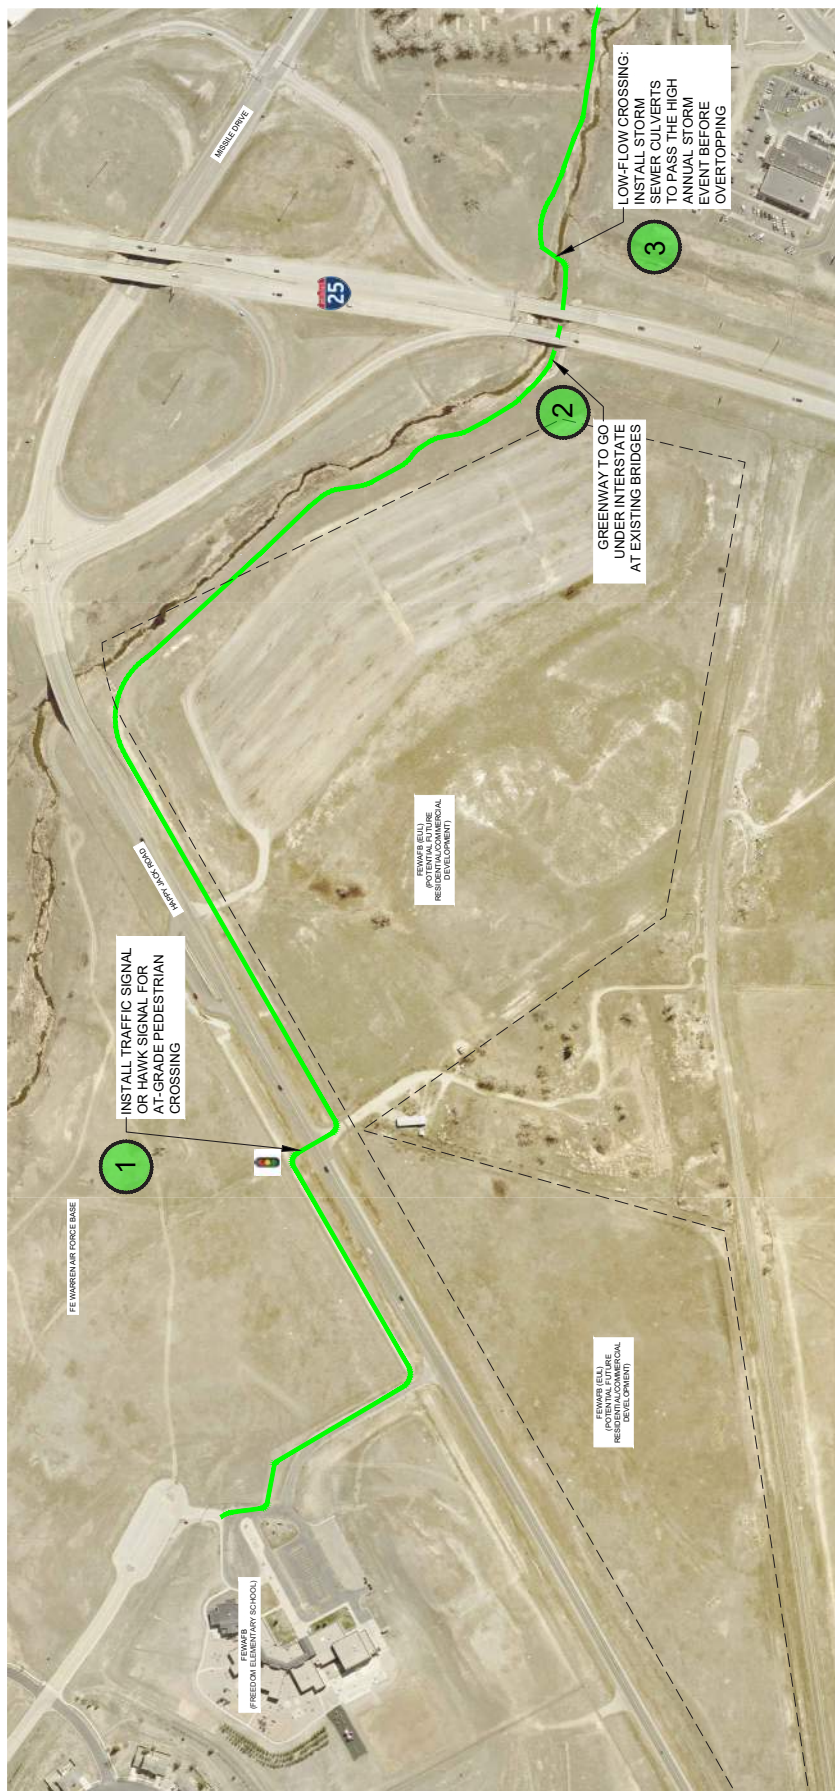 MISSILE DRIVE
25
LOW-FLOW CROSSING:
INSTALL STORM
SEWER CULVERTS
TO PASS THE HIGH
ANNUAL STORM
EVENT BEFORE
OVERTOPPING
3
2
GREENWAY TO GO
UNDER INTERSTATE
AT EXISTING BRIDGES
HAPPY JACK ROAD
FEWAFB (EUL)
(POTENTIAL FUTURE
RESIDENTIAL/COMMERCIAL
DEVELOPMENT)
INSTALL TRAFFIC SIGNAL
OR HAWK SIGNAL FOR
AT-GRADE PEDESTRIAN
CROSSING
1
FE WARREN AIR FORCE BASE
FEWAFB (EUL)
(POTENTIAL FUTURE
RESIDENTIAL/COMMERCIAL
DEVELOPMENT)
FEWAFB
(FREEDOM ELEMENTARY SCHOOL)